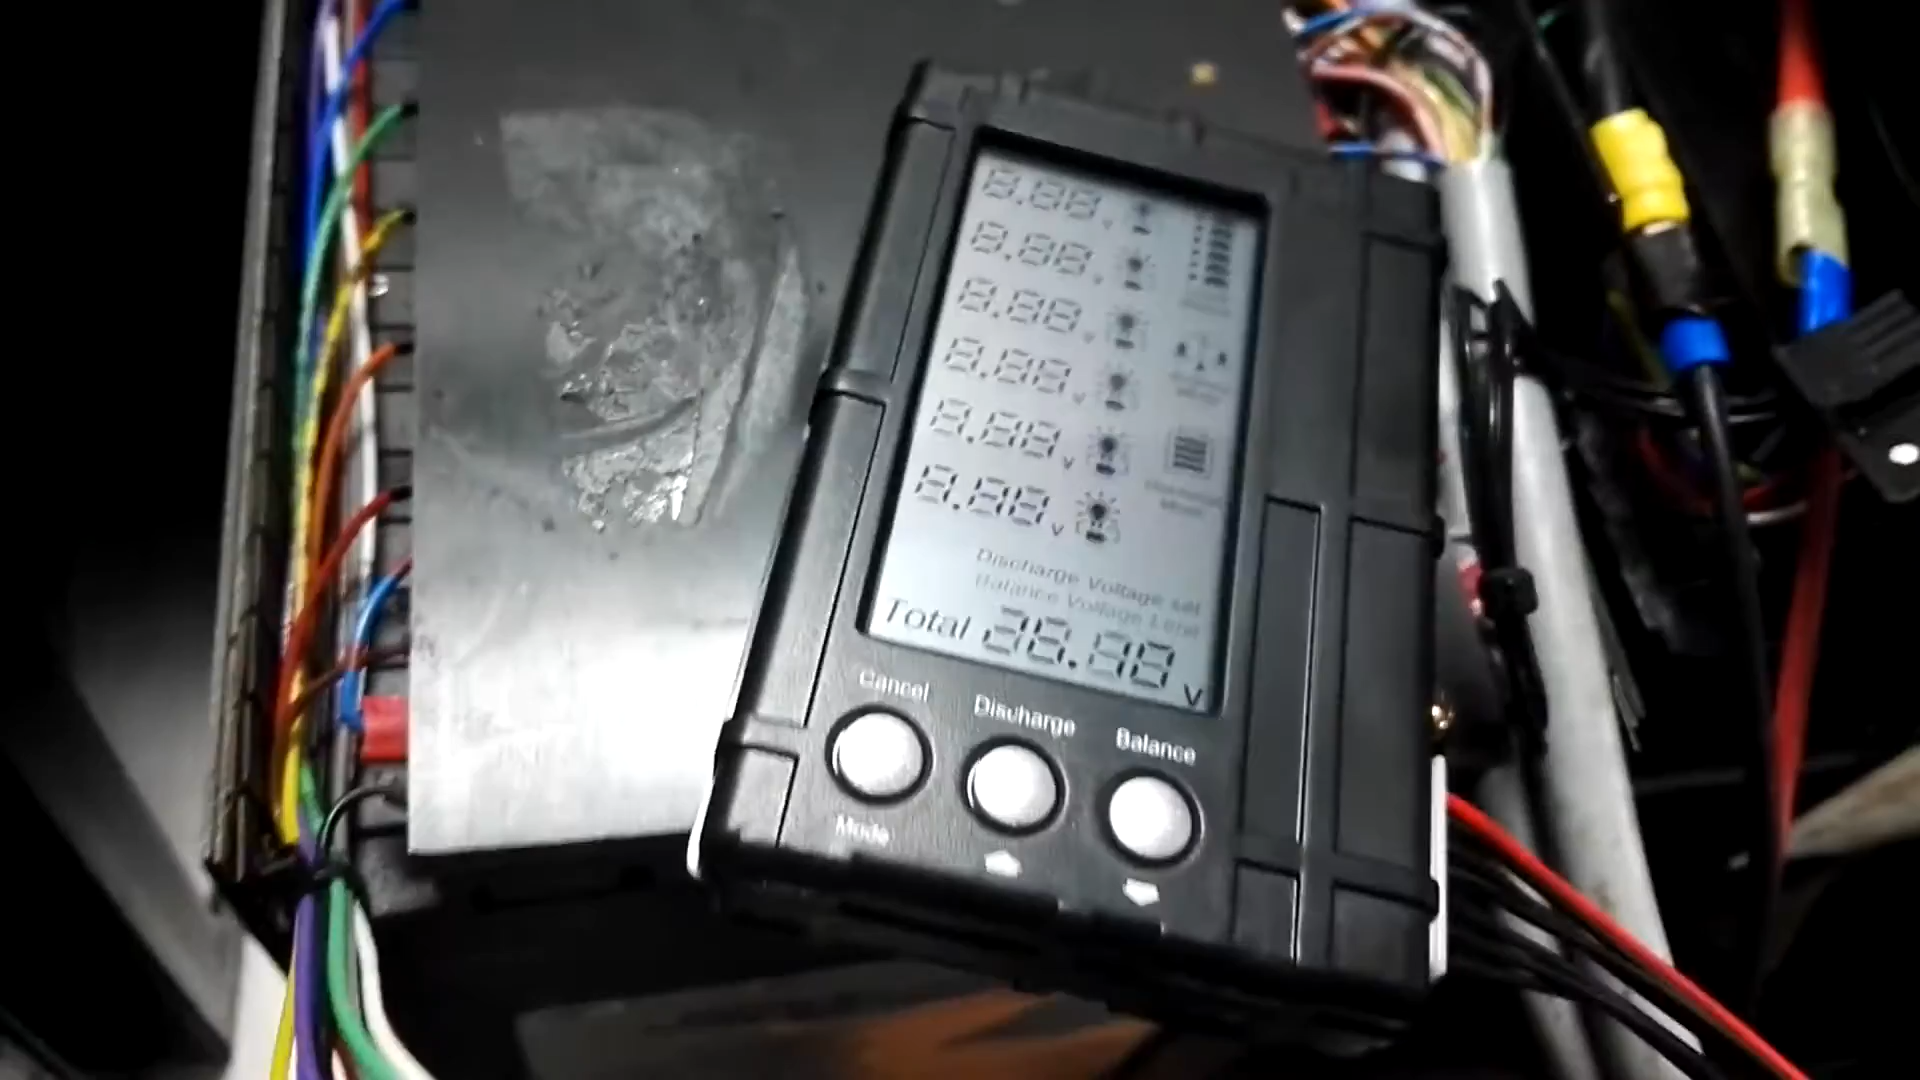 8.88 v
8.88 v
8.88 v
8.88 v
8.88 v
8.88 v
Discharge Voltage set
Balance Voltage Level
Total 38.88 v
Cancel Discharge Balance
Mode